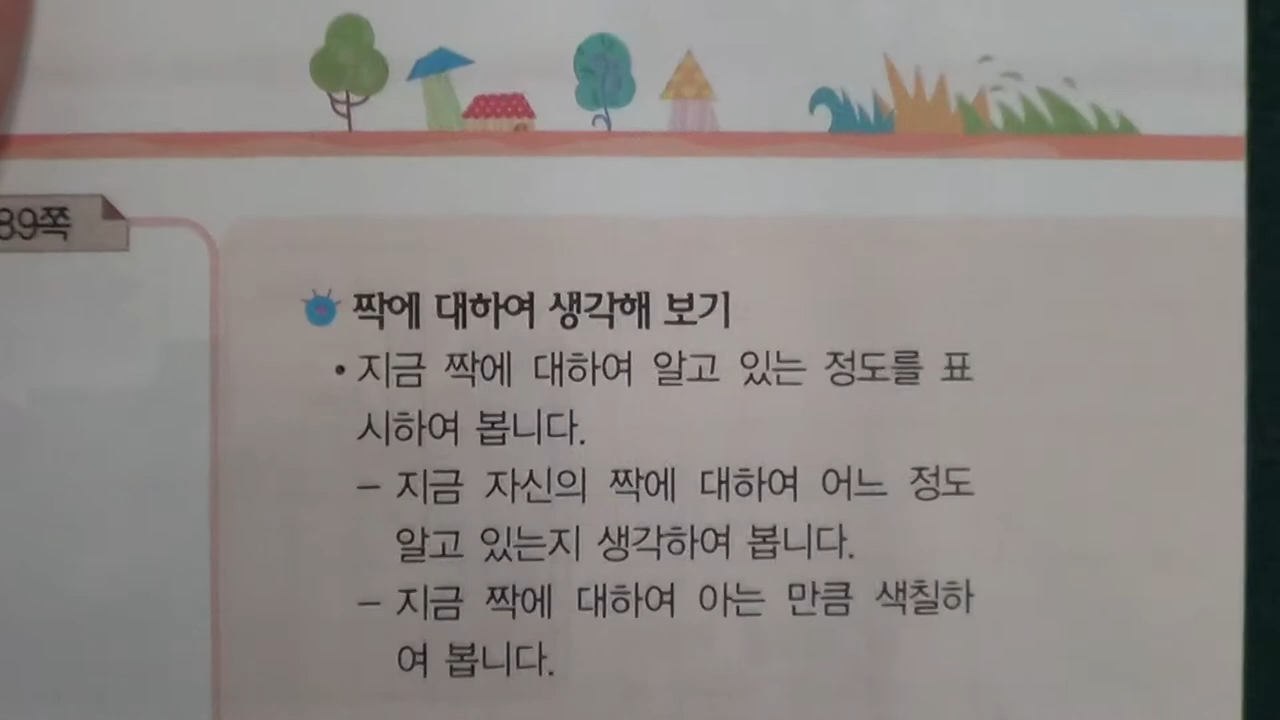 89쪽
짝에 대하여 생각해 보기
• 지금 짝에 대하여 알고 있는 정도를 표
시하여 봅니다.
– 지금 자신의 짝에 대하여 어느 정도
알고 있는지 생각하여 봅니다.
– 지금 짝에 대하여 아는 만큼 색칠하
여 봅니다.